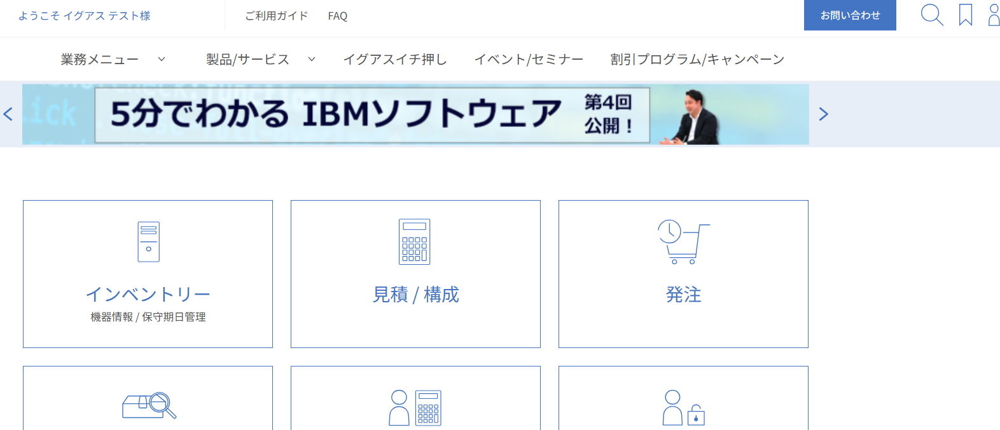 ようこそ イグアス テスト様
ご利用ガイド
FAQ
お問い合わせ
業務メニュー
製品/サービス
イグアスイチ押し
イベント/セミナー
割引プログラム/キャンペーン
5分でわかる IBMソフトウェア
第4回
公開！
インベントリー
機器情報 / 保守期日管理
見積 / 構成
発注